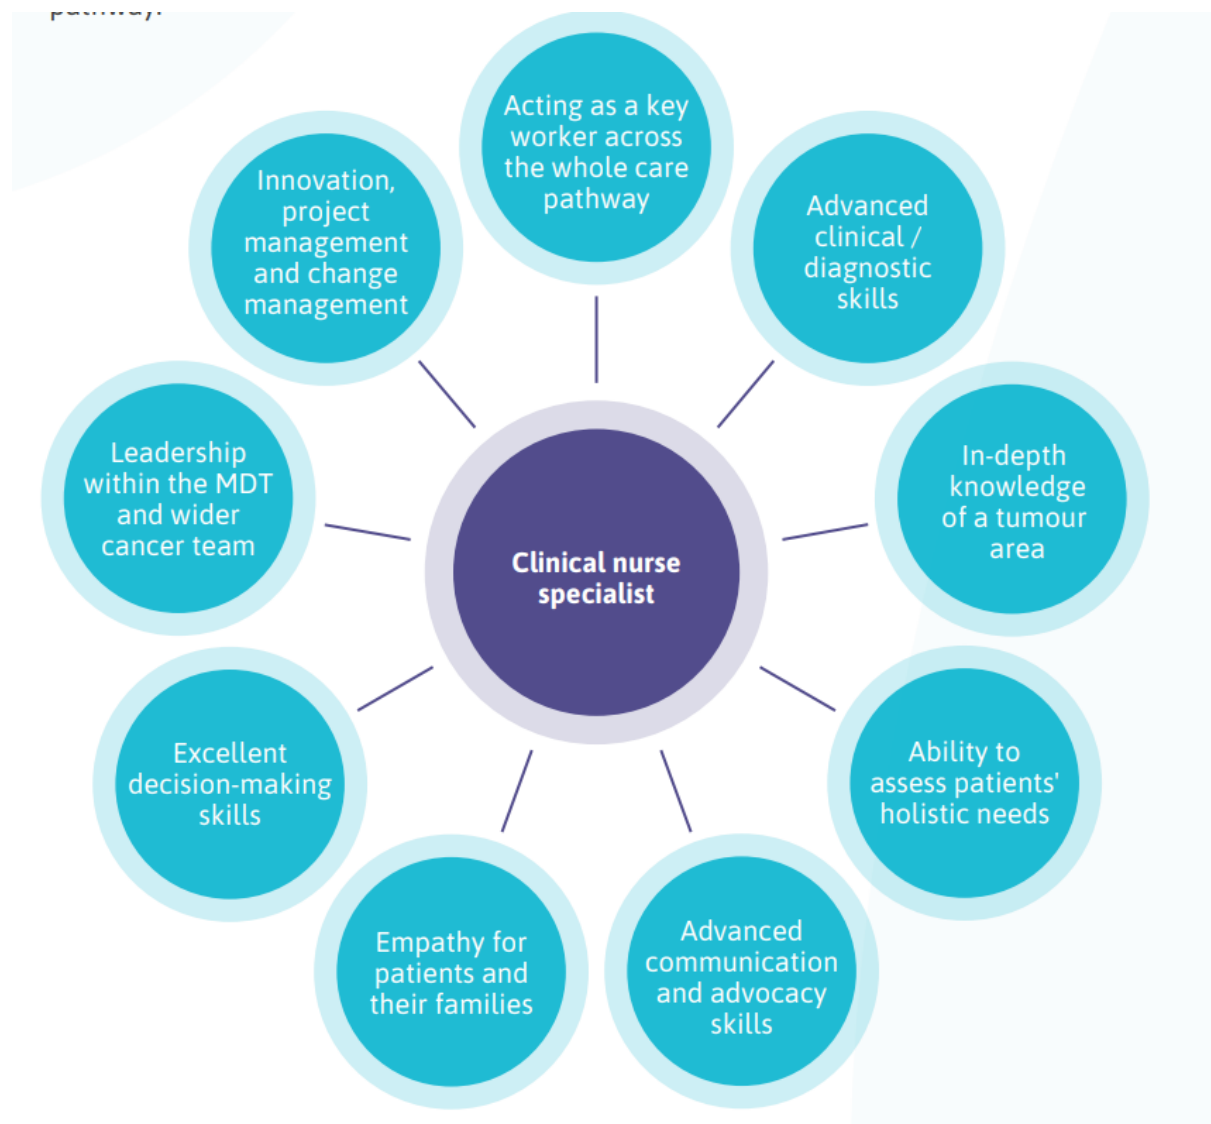 Acting as a key
worker across
the whole care
pathway
Advanced
clinical /
diagnostic
skills
In-depth
knowledge
of a tumour
area
Ability to
assess patients'
holistic needs
Advanced
communication
and advocacy
skills
Empathy for
patients and
their families
Excellent
decision-making
skills
Leadership
within the MDT
and wider
cancer team
Innovation,
project
management
and change
management
Clinical nurse
specialist